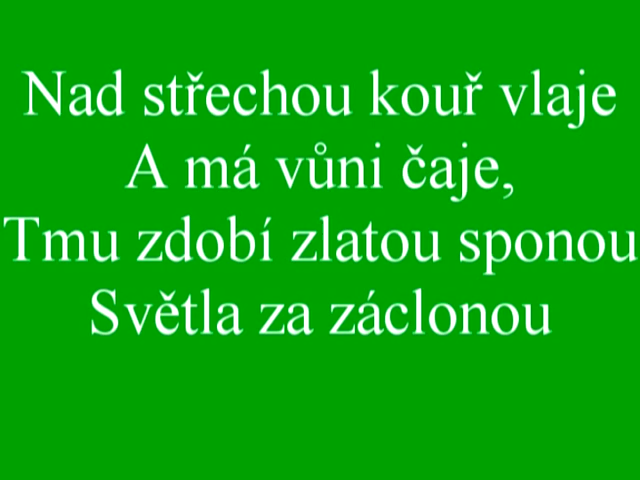 Nad střechou kouř vlaje
A má vůni čaje,
Tmu zdobí zlatou sponou
Světla za záclonou